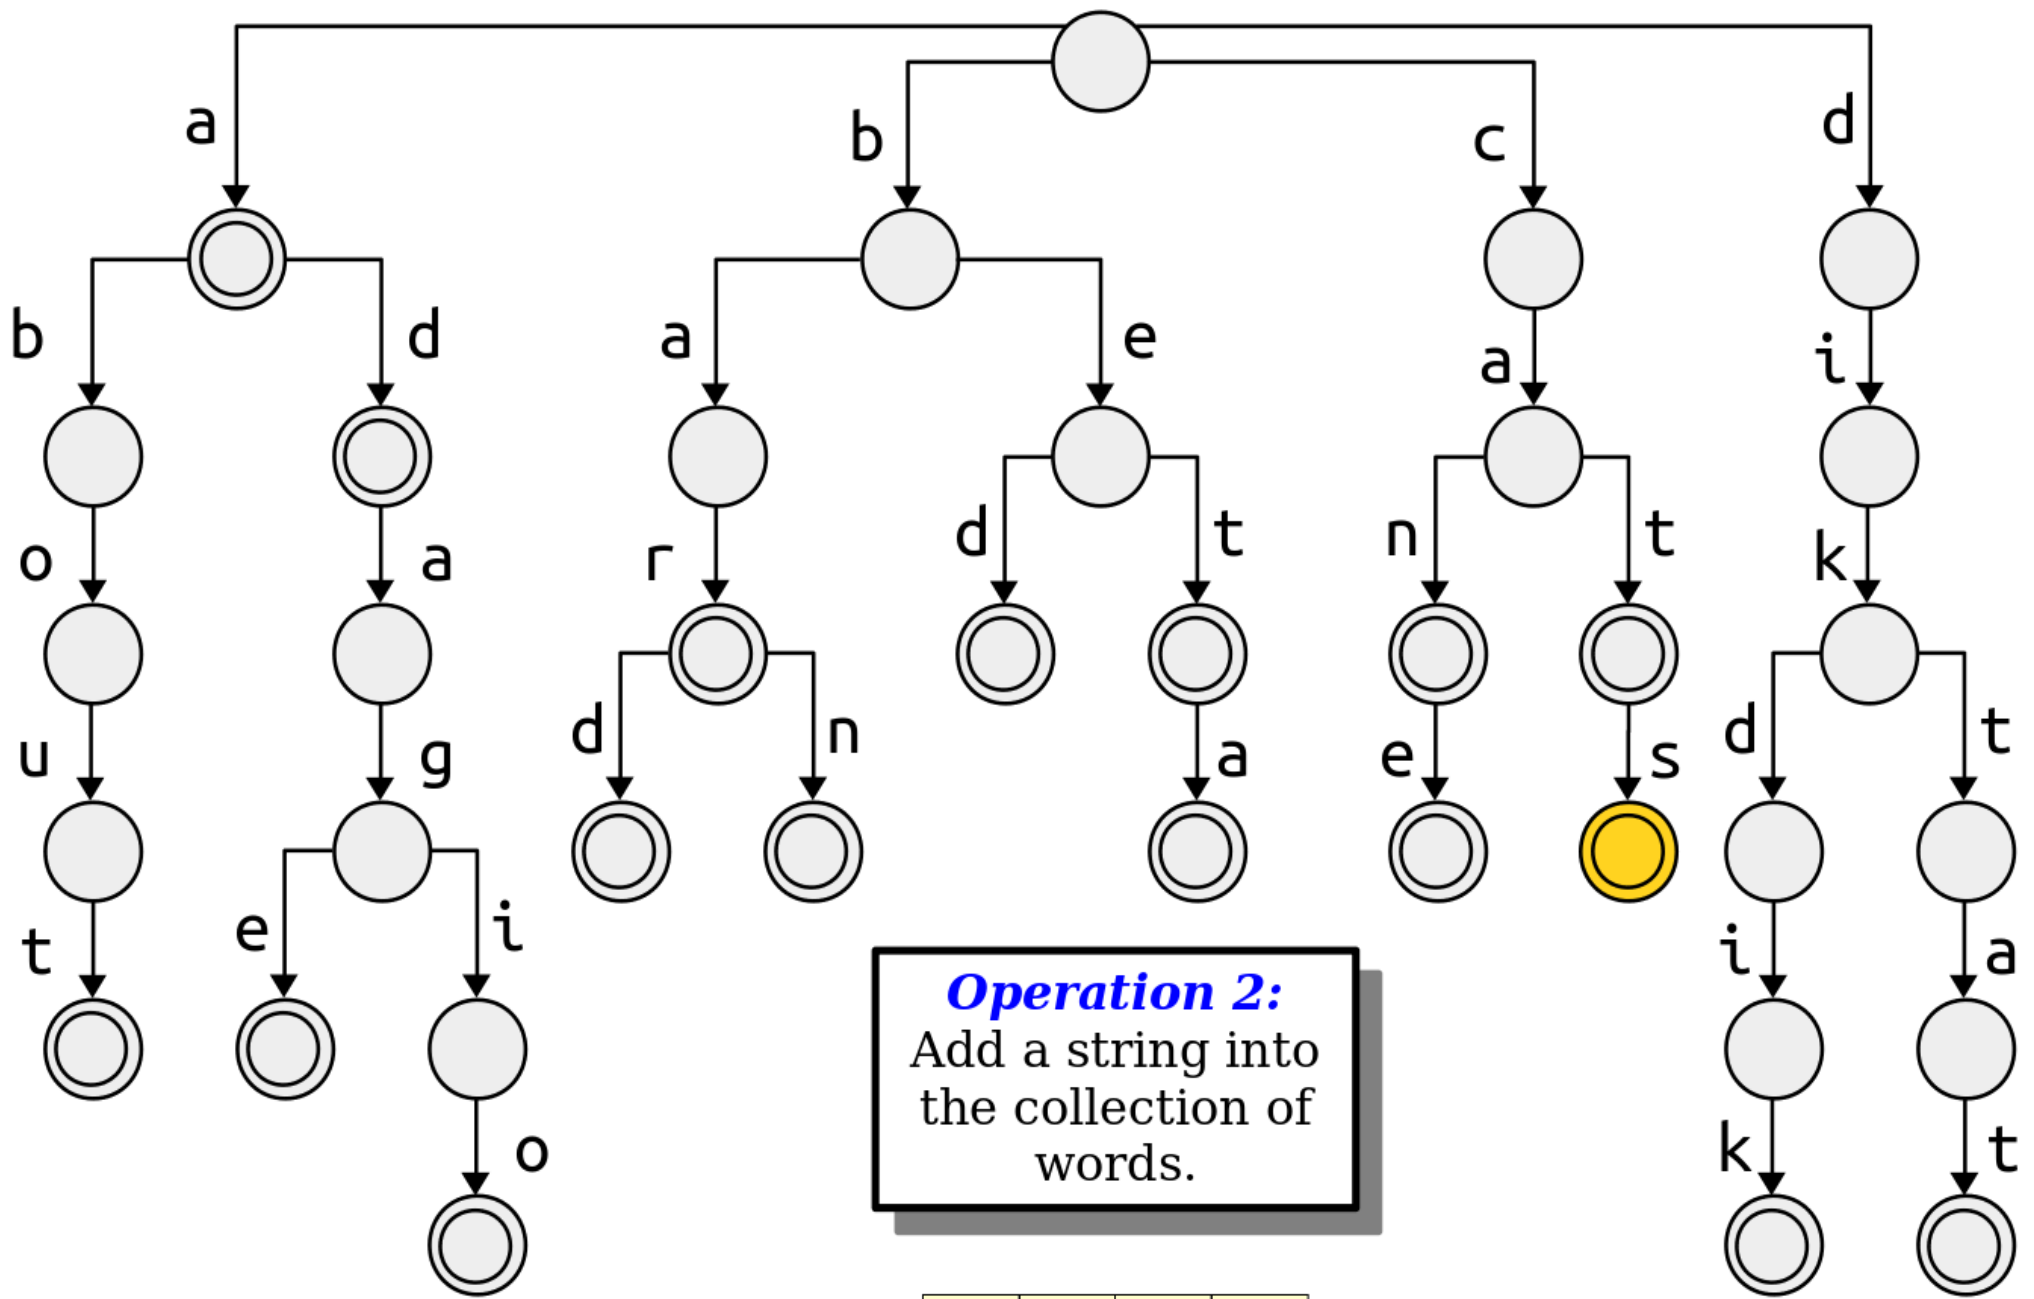 a
b
c
d
b
d
a
e
a
i
o
a
r
d
t
n
t
k
u
g
d
n
a
e
s
d
t
t
e
i
i
a
o
k
t
Operation 2:
Add a string into
the collection of
words.